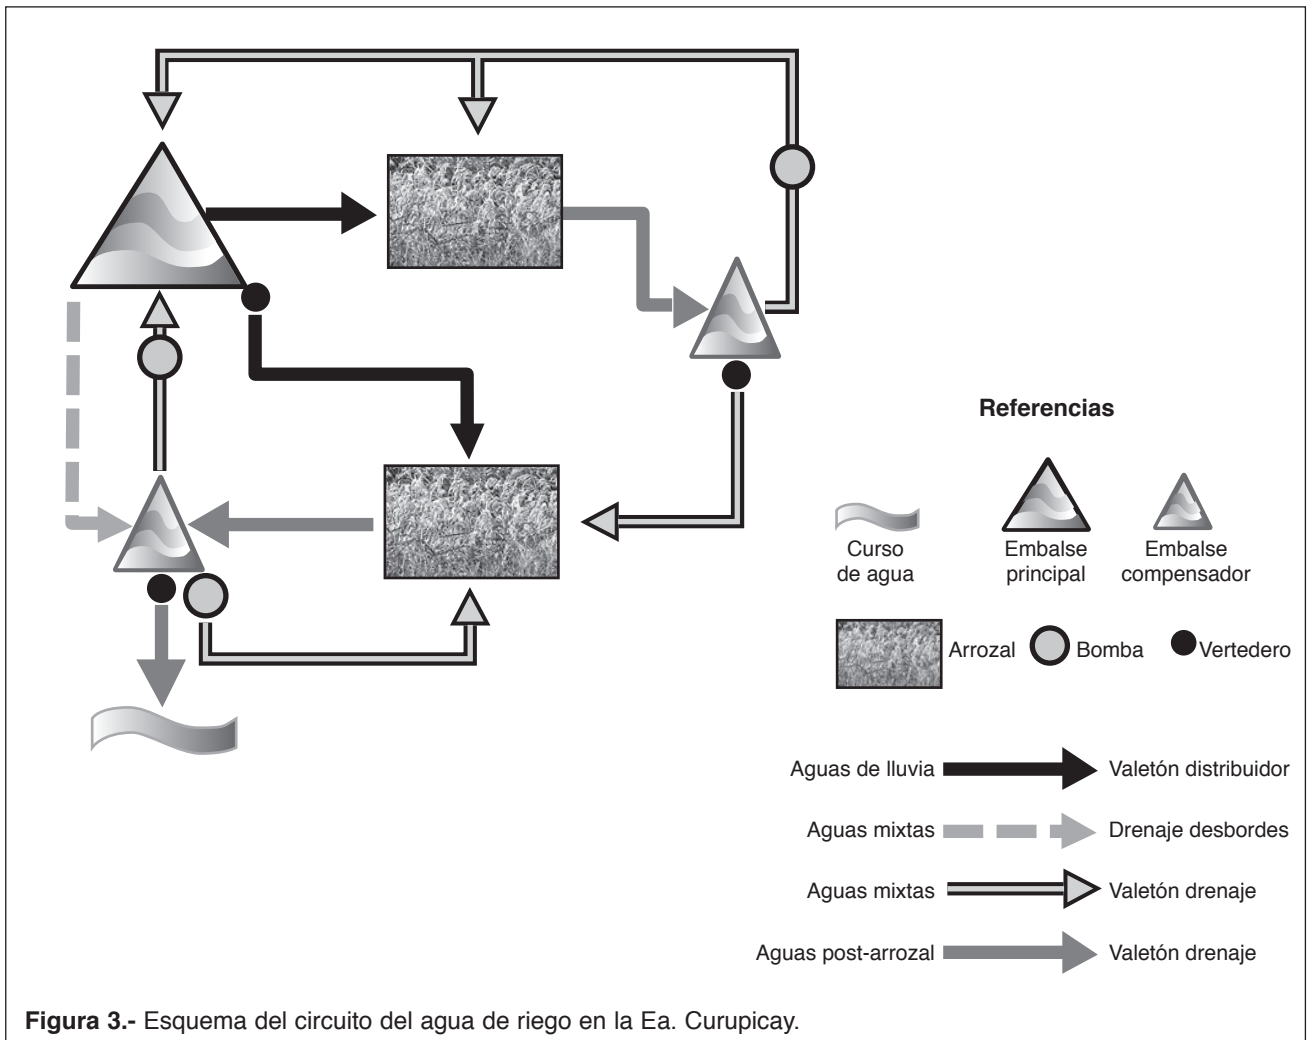 Referencias
Curso
de agua
Embalse
principal
Embalse
compensador
Arrozal
Bomba
Vertedero
Aguas de lluvia
Valetón distribuidor
Aguas mixtas
Drenaje desbordes
Aguas mixtas
Valetón drenaje
Aguas post-arrozal
Valetón drenaje
Figura 3.- Esquema del circuito del agua de riego en la Ea. Curupicay.